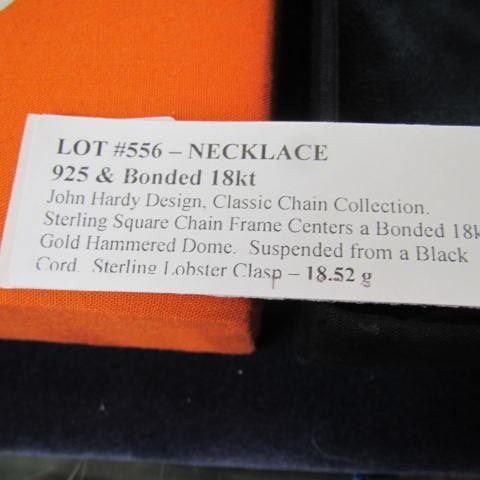 LOT #556 – NECKLACE
925 & Bonded 18kt
John Hardy Design, Classic Chain Collection.
Sterling Square Chain Frame Centers a Bonded 18k
Gold Hammered Dome. Suspended from a Black
Cord. Sterling Lobster Clasp – 18.52 g